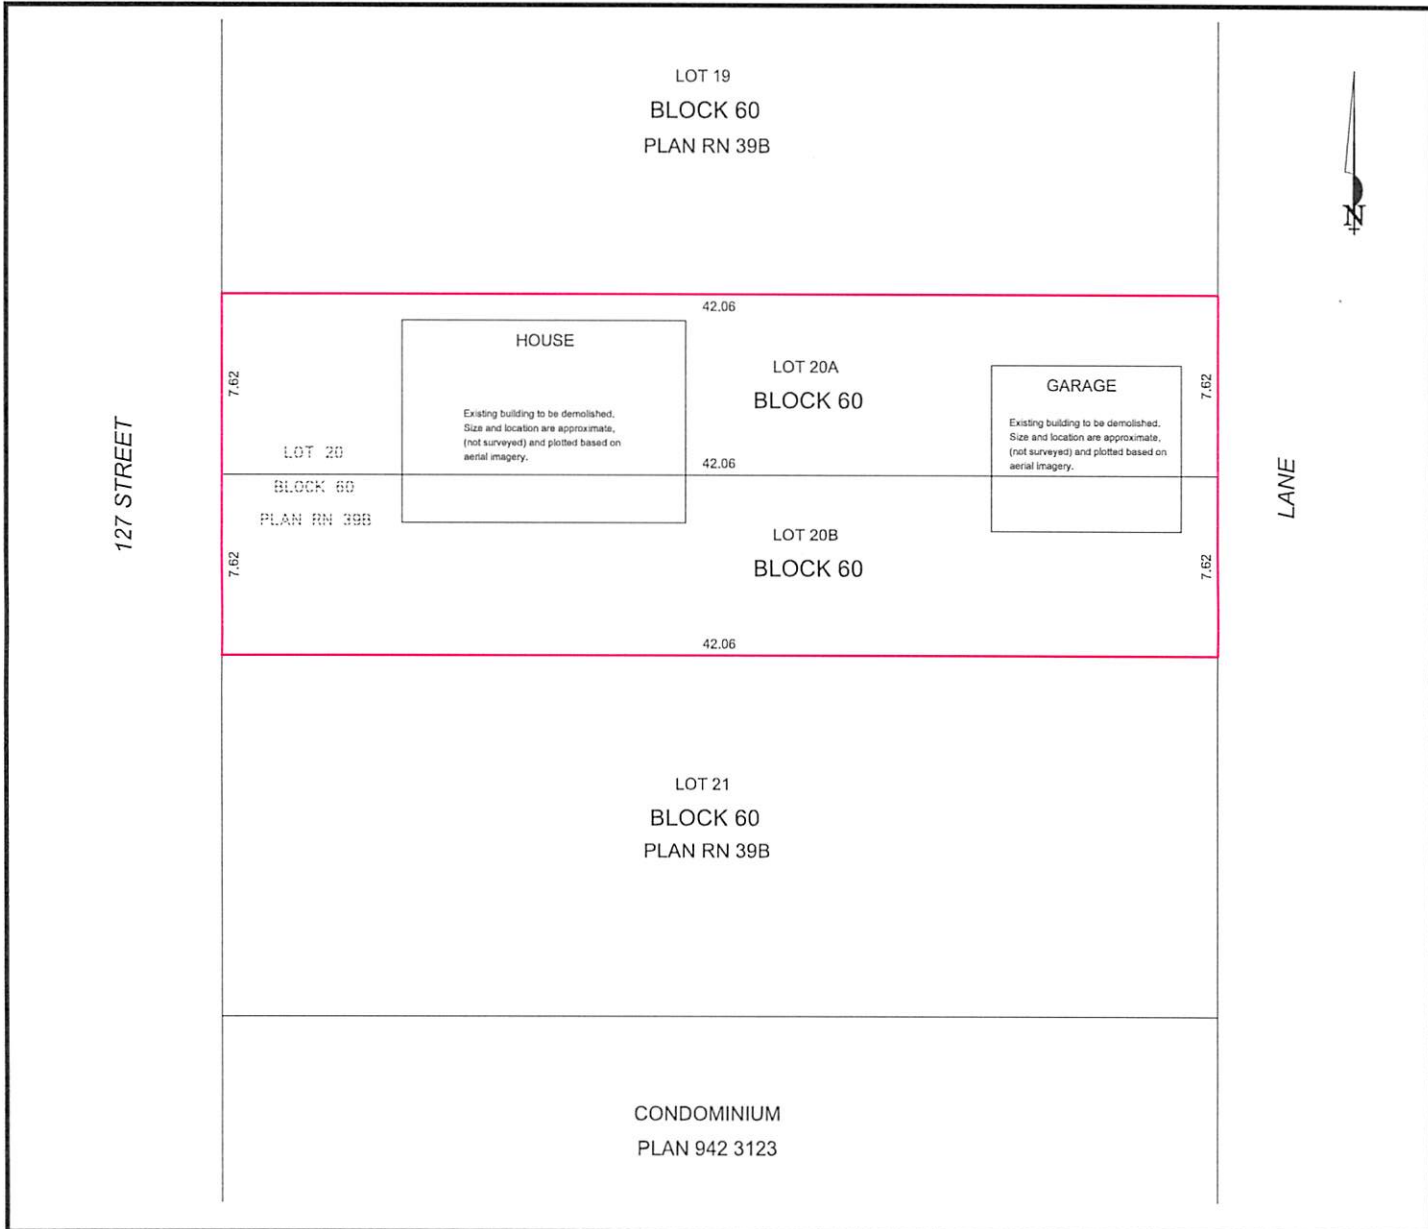 LOT 19
BLOCK 60
PLAN RN 39B
N
42.06
HOUSE
LOT 20A
BLOCK 60
GARAGE
7.62
7.62
Existing building to be demolished.
Size and location are approximate,
(not surveyed) and plotted based on
aerial imagery.
Existing building to be demolished.
Size and location are approximate,
(not surveyed) and plotted based on
aerial imagery.
127 STREET
LOT 20
BLOCK 60
PLAN RN 39B
42.06
LANE
LOT 20B
BLOCK 60
7.62
7.62
42.06
LOT 21
BLOCK 60
PLAN RN 39B
CONDOMINIUM
PLAN 942 3123